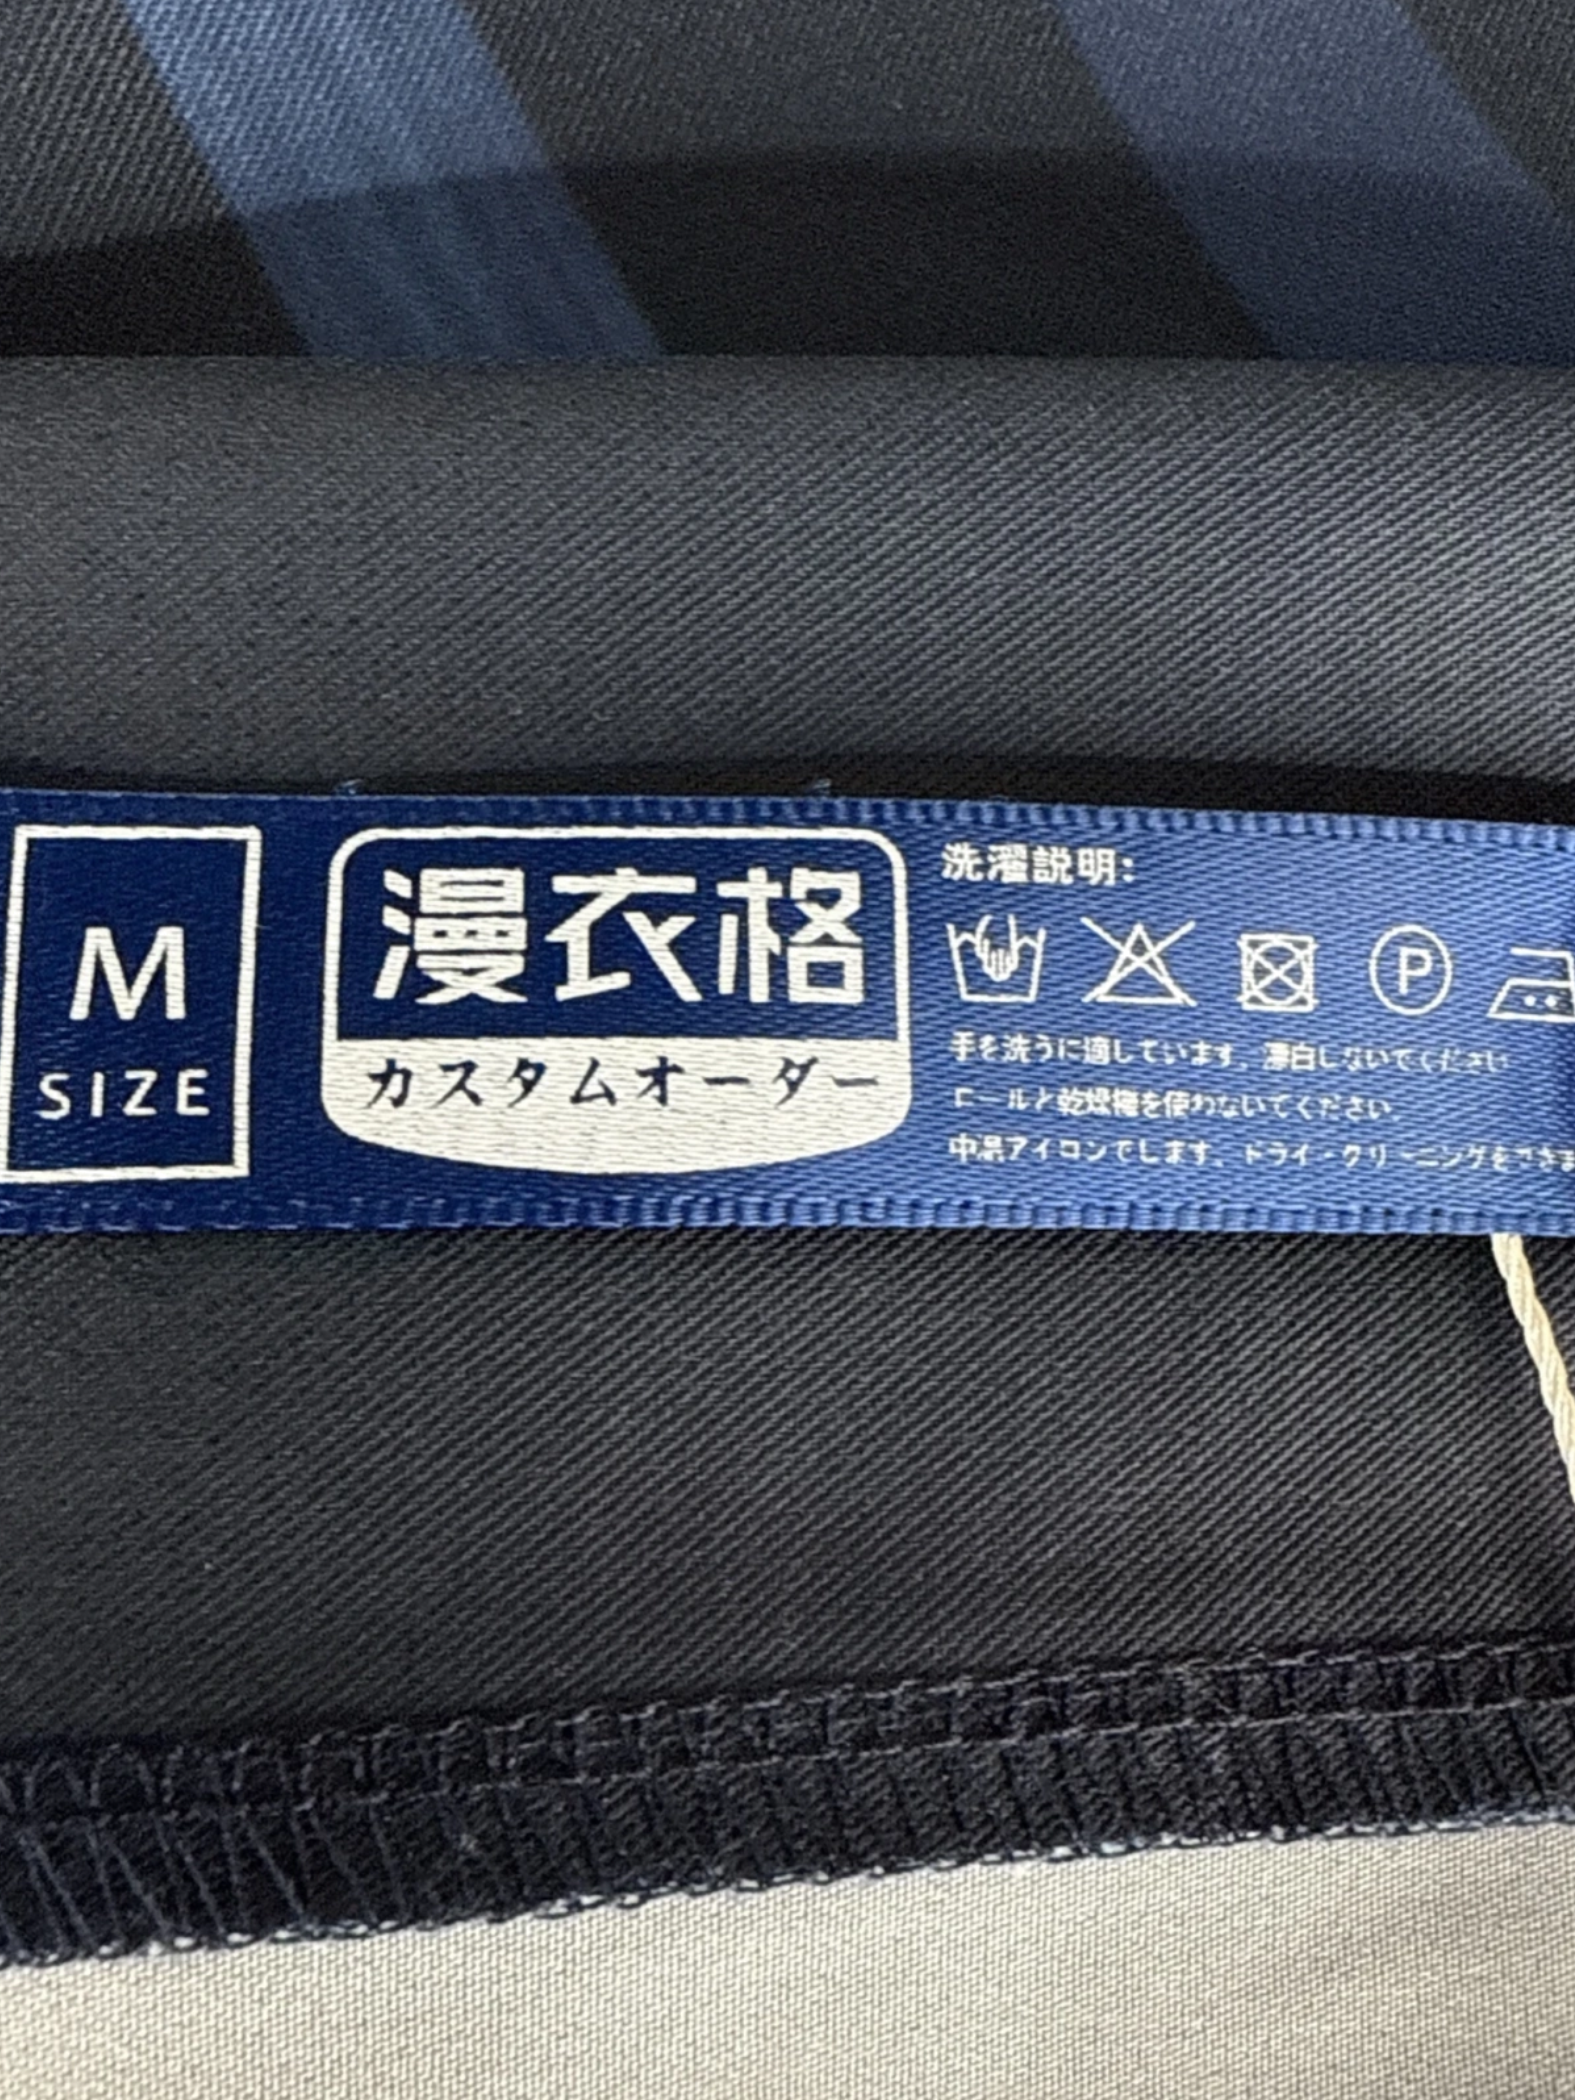 M
SIZE
漫衣格
カスタムオーダー
洗濯説明:
P
手を洗うに適しています。漂白しないでください
ロールと乾燥機を使わないでください。
中温アイロンでします。ドライ・クリーニングを